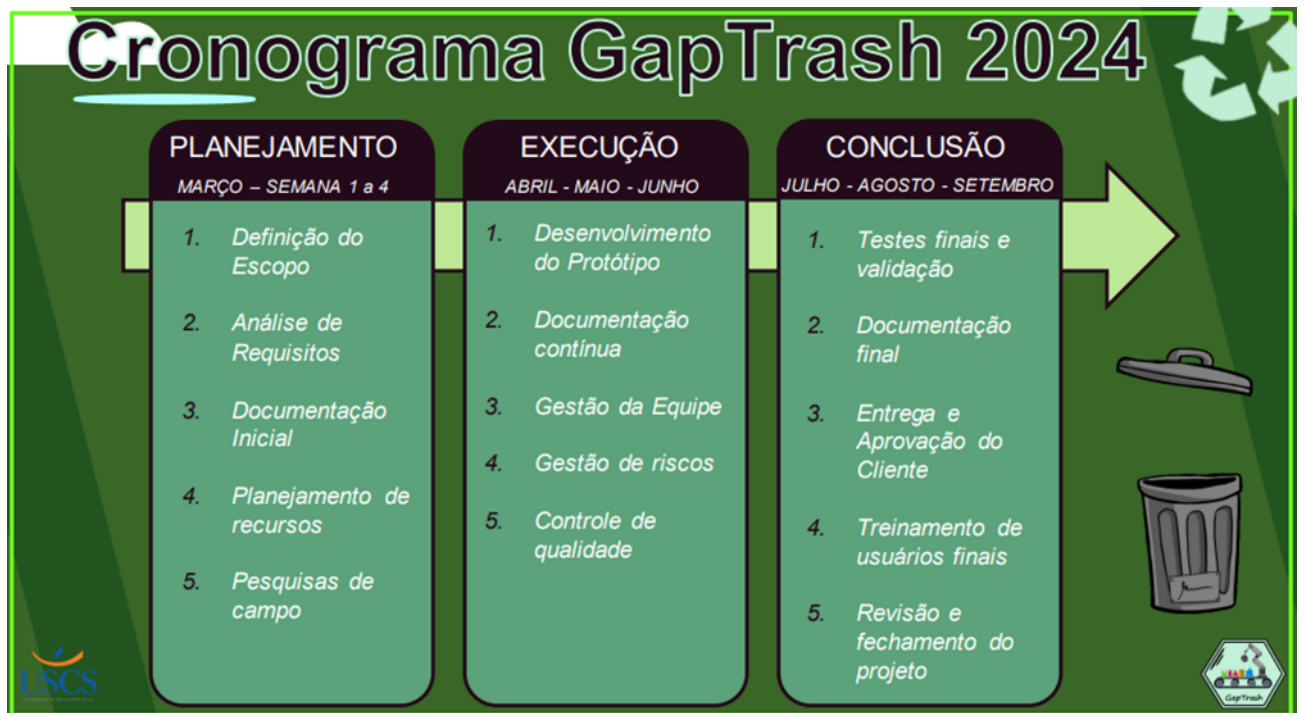 Cronograma GapTrash 2024
PLANEJAMENTO
MARÇO – SEMANA 1 a 4
1. Definição do
Escopo
2. Análise de
Requisitos
3. Documentação
Inicial
4. Planejamento de
recursos
5. Pesquisas de
campo
EXECUÇÃO
ABRIL - MAIO - JUNHO
1. Desenvolvimento
do Protótipo
2. Documentação
contínua
3. Gestão da Equipe
4. Gestão de riscos
5. Controle de
qualidade
CONCLUSÃO
JULHO - AGOSTO - SETEMBRO
1. Testes finais e
validação
2. Documentação
final
3. Entrega e
Aprovação do
Cliente
4. Treinamento de
usuários finais
5. Revisão e
fechamento do
projeto
USCS
GapTrash